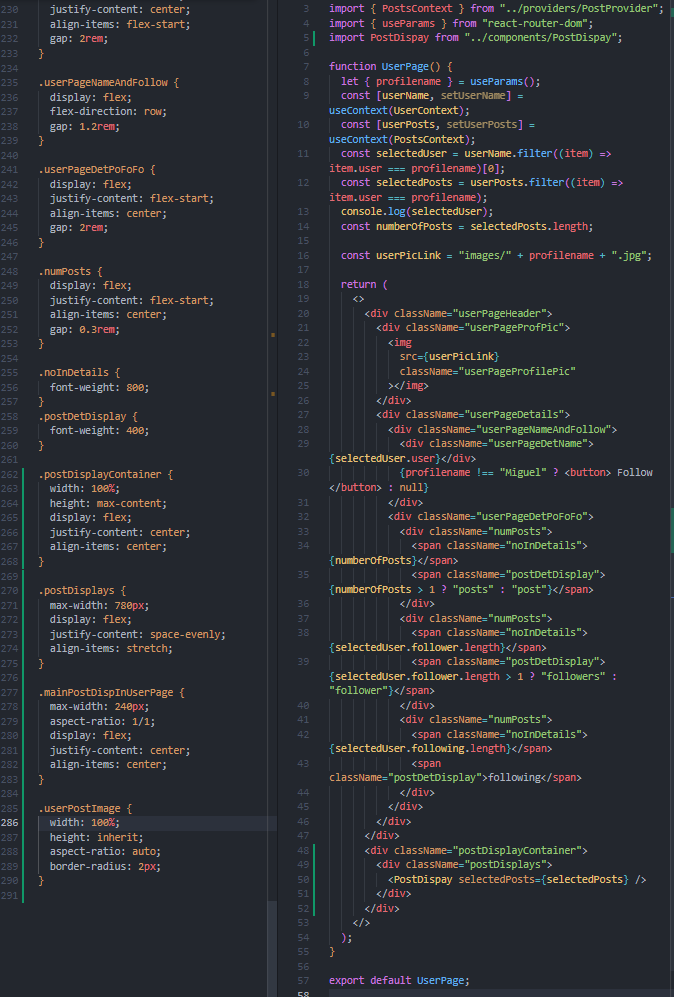 230 justify-content: center;
231 align-items: flex-start;
232 gap: 2rem;
233 }
234
235 .userPageNameAndFollow {
236 display: flex;
237 flex-direction: row;
238 gap: 1.2rem;
239 }
240
241 .userPageDetPoFoFo {
242 display: flex;
243 justify-content: flex-start;
244 align-items: center;
245 gap: 2rem;
246 }
247
248 .numPosts {
249 display: flex;
250 justify-content: flex-start;
251 align-items: center;
252 gap: 0.3rem;
253 }
254
255 .noInDetails {
256 font-weight: 800;
257 }
258 .postDetDisplay {
259 font-weight: 400;
260 }
261
262 .postDisplayContainer {
263 width: 100%;
264 height: max-content;
265 display: flex;
266 justify-content: center;
267 align-items: center;
268 }
269
270 .postDisplays {
271 max-width: 780px;
272 display: flex;
273 justify-content: space-evenly;
274 align-items: stretch;
275 }
276
277 .mainPostDispInUserPage {
278 max-width: 240px;
279 aspect-ratio: 1/1;
280 display: flex;
281 justify-content: center;
282 align-items: center;
283 }
284
285 .userPostImage {
286 width: 100%;
287 height: inherit;
288 aspect-ratio: auto;
289 border-radius: 2px;
290 }
291
3 import { PostsContext } from "../providers/PostProvider";
4 import { useParams } from "react-router-dom";
5 import PostDispay from "../components/PostDispay";
6
7 function UserPage() {
8 let { profilename } = useParams();
9 const [userName, setUserName] =
useContext(UserContext);
10 const [userPosts, setUserPosts] =
useContext(PostsContext);
11 const selectedUser = userName.filter((item) =>
item.user === profilename)[0];
12 const selectedPosts = userPosts.filter((item) =>
item.user === profilename);
13 console.log(selectedUser);
14 const numberOfPosts = selectedPosts.length;
15
16 const userPicLink = "images/" + profilename + ".jpg";
17
18 return (
19 <>
20 <div className="userPageHeader">
21 <div className="userPageProfPic">
22 <img
23 src={userPicLink}
24 className="userPageProfilePic"
25 ></img>
26 </div>
27 <div className="userPageDetails">
28 <div className="userPageNameAndFollow">
29 <div className="userPageDetName">
{selectedUser.user}</div>
30 {profilename !== "Miguel" ? <button> Follow
</button> : null}
31 </div>
32 <div className="userPageDetPoFoFo">
33 <div className="numPosts">
34 <span className="noInDetails">
{numberOfPosts}</span>
35 <span className="postDetDisplay">
{numberOfPosts > 1 ? "posts" : "post"}</span>
36 </div>
37 <div className="numPosts">
38 <span className="noInDetails">
{selectedUser.follower.length}</span>
39 <span className="postDetDisplay">
{selectedUser.follower.length > 1 ? "followers" :
"follower"}</span>
40 </div>
41 <div className="numPosts">
42 <span className="noInDetails">
{selectedUser.following.length}</span>
43 <span
className="postDetDisplay">following</span>
44 </div>
45 </div>
46 </div>
47 </div>
48 <div className="postDisplayContainer">
49 <div className="postDisplays">
50 <PostDispay selectedPosts={selectedPosts} />
51 </div>
52 </div>
53 </>
54 );
55 }
56
57 export default UserPage;
58